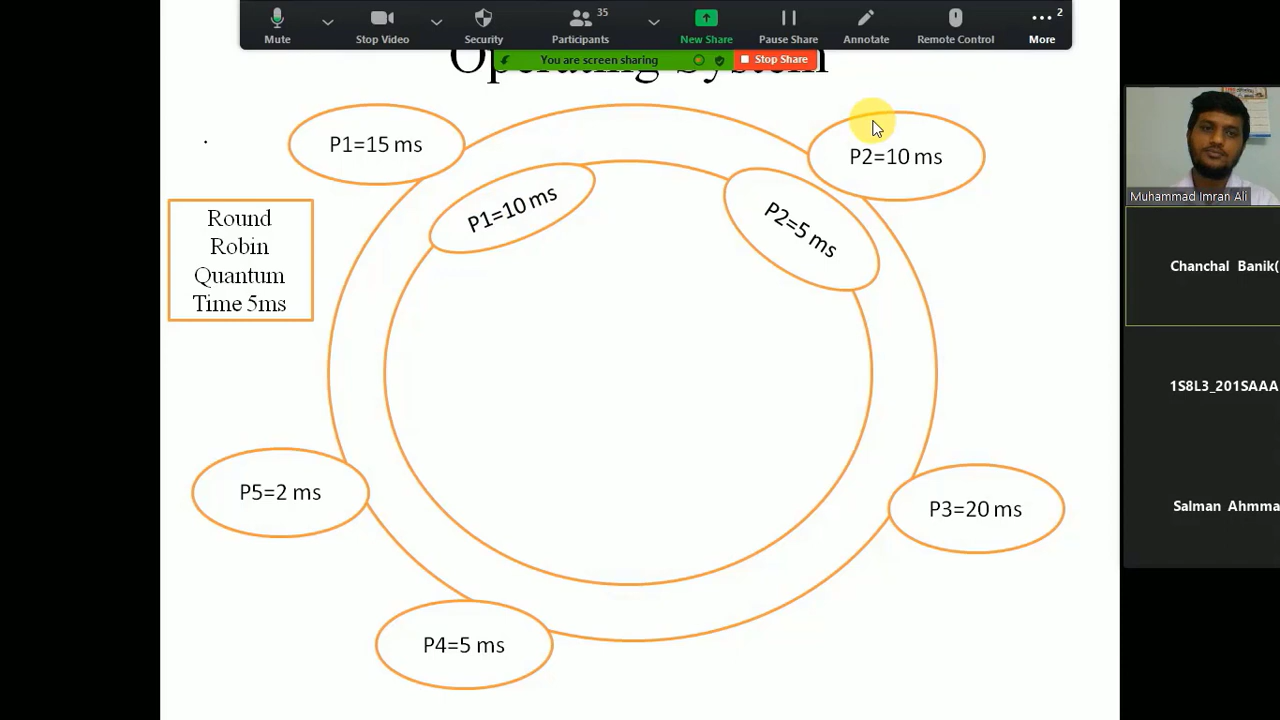 35
2
Mute
Stop Video
Security
Participants
New Share
Pause Share
Annotate
Remote Control
More
You are screen sharing
Stop Share
Operating System
P1=15 ms
P2=10 ms
P1=10 ms
P2=5 ms
Round
Robin
Quantum
Time 5ms
P5=2 ms
P3=20 ms
P4=5 ms
Muhammad Imran Ali
Chanchal Banik(
1S8L3_201SAAA
Salman Ahmma